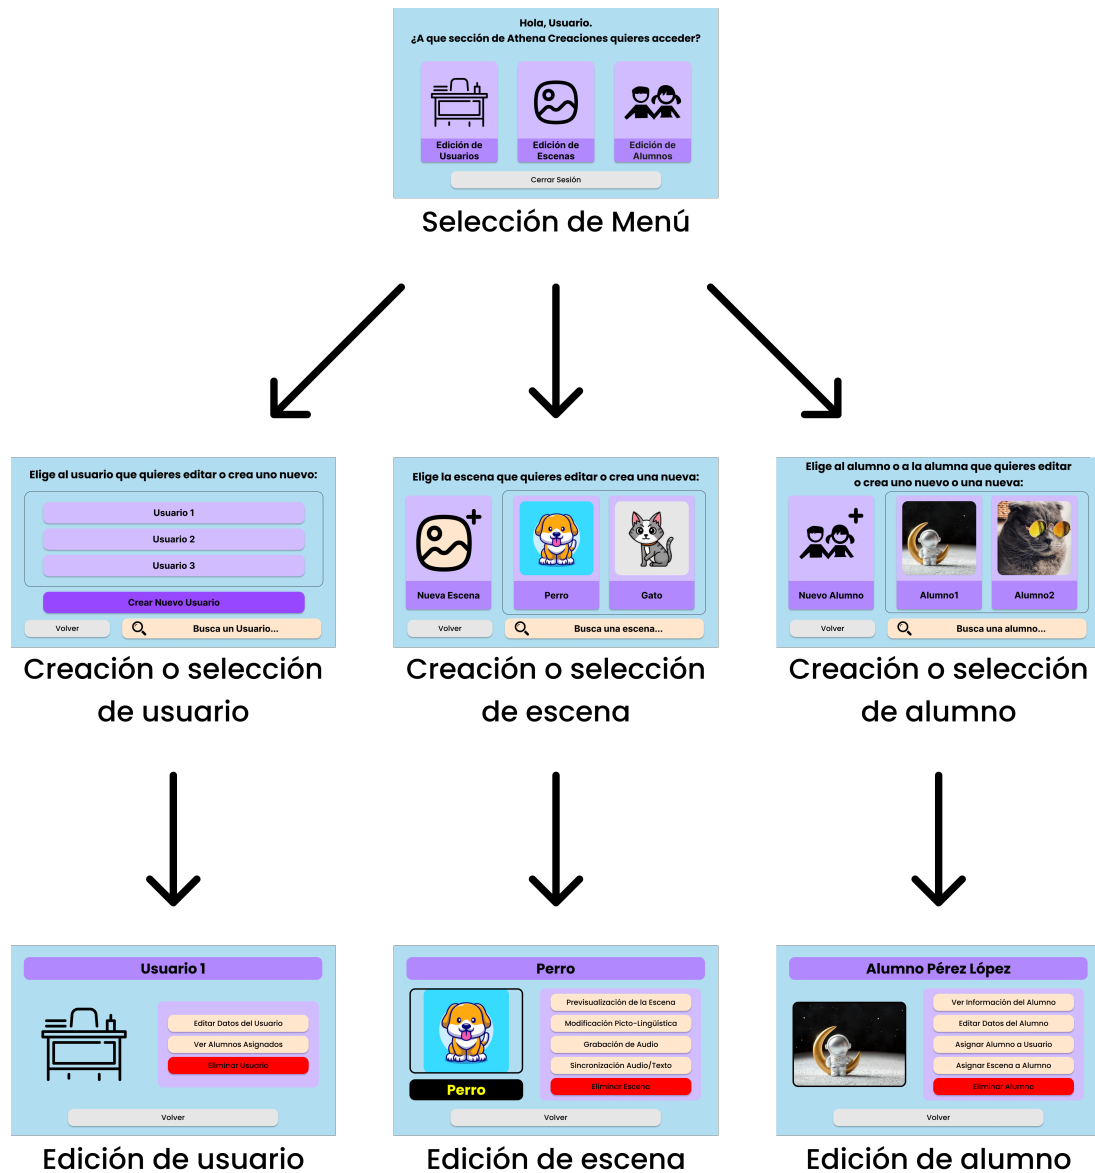 Hola, Usuario.
¿A que sección de Athena Creaciones quieres acceder?
Edición de
Usuarios
Edición de
Escenas
Edición de
Alumnos
Cerrar Sesión
Selección de Menú
Elige al usuario que quieres editar o crea uno nuevo:
Usuario 1
Usuario 2
Usuario 3
Crear Nuevo Usuario
Volver
Busca un Usuario...
Creación o selección
de usuario
Elige la escena que quieres editar o crea una nueva:
Nueva Escena
Perro
Gato
Volver
Busca una escena...
Creación o selección
de escena
Elige al alumno o a la alumna que quieres editar
o crea uno nuevo o una nueva:
Nuevo Alumno
Alumno1
Alumno2
Volver
Busca una alumno...
Creación o selección
de alumno
Usuario 1
Editar Datos del Usuario
Ver Alumnos Asignados
Eliminar Usuario
Volver
Edición de usuario
Perro
Perro
Previsualización de la Escena
Modificación Picto-Lingüística
Grabación de Audio
Sincronización Audio/Texto
Eliminar Escena
Volver
Edición de escena
Alumno Pérez López
Ver Información del Alumno
Editar Datos del Alumno
Asignar Alumno a Usuario
Asignar Escena a Alumno
Eliminar Alumno
Volver
Edición de alumno